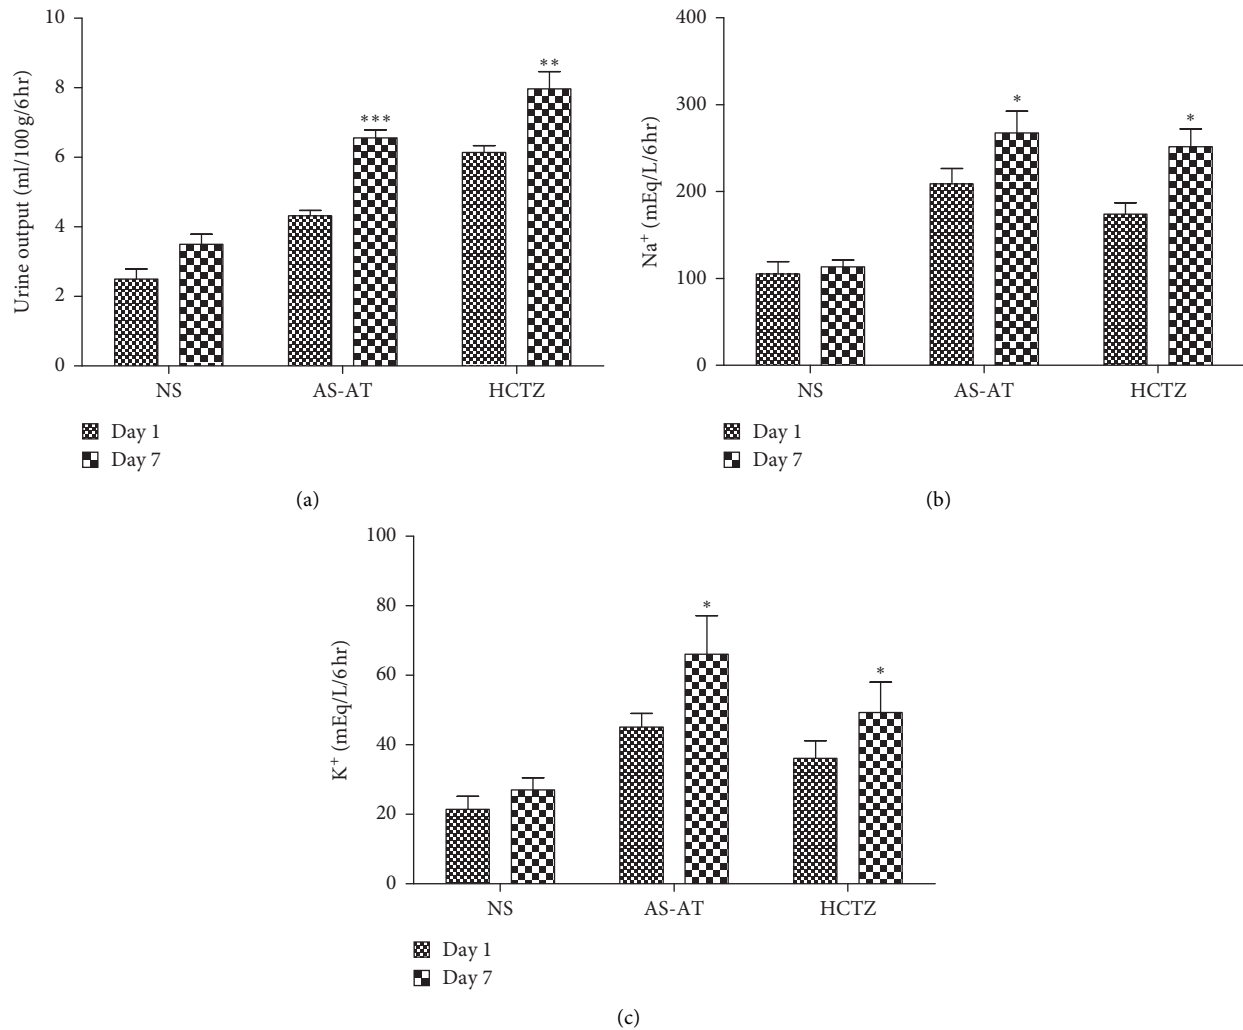 Urine output (ml/100 g/6hr)
10
8
6
4
2
0
***
**
NS
AS-AT
HCTZ
Day 1
Day 7
(a)
Na⁺ (mEq/L/6hr)
400
300
200
100
0
*
*
NS
AS-AT
HCTZ
Day 1
Day 7
(b)
K⁺ (mEq/L/6hr)
100
80
60
40
20
0
*
*
NS
AS-AT
HCTZ
Day 1
Day 7
(c)